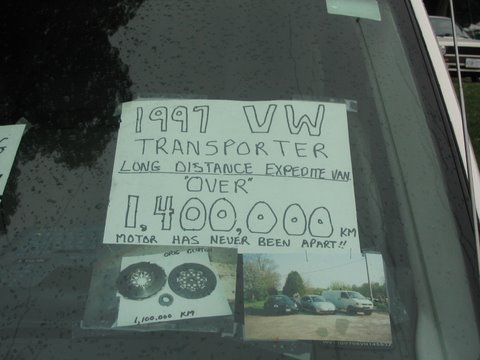 1997 VW
TRANSPORTER
LONG DISTANCE EXPEDITE VAN
"OVER"
1,400,000 KM
MOTOR HAS NEVER BEEN APART!!
CLUTCH
1,100,000 KM